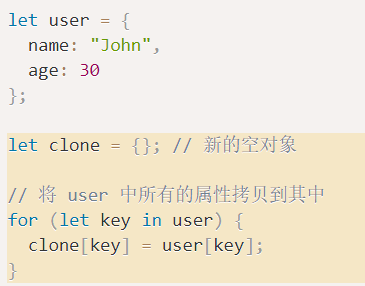 let user = {
  name: "John",
  age: 30
};
let clone = {}; // 新的空对象
// 将 user 中所有的属性拷贝到其中
for (let key in user) {
  clone[key] = user[key];
}